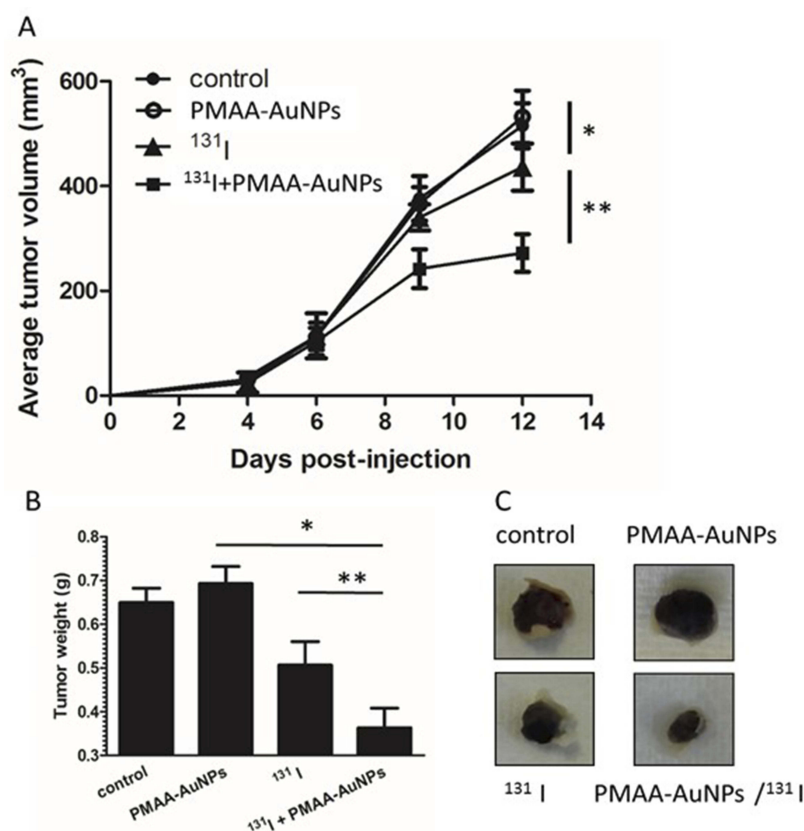 A
600
400
200
0
Average tumor volume (mm³)
control
PMAA-AuNPs
¹³¹I
¹³¹I+PMAA-AuNPs
*
**
0 2 4 6 8 10 12 14
Days post-injection
B
0.8
0.7
0.6
0.5
0.4
0.3
Tumor weight (g)
*
**
control
PMAA-AuNPs
¹³¹I
¹³¹I + PMAA-AuNPs
C
control PMAA-AuNPs
¹³¹I PMAA-AuNPs /¹³¹I